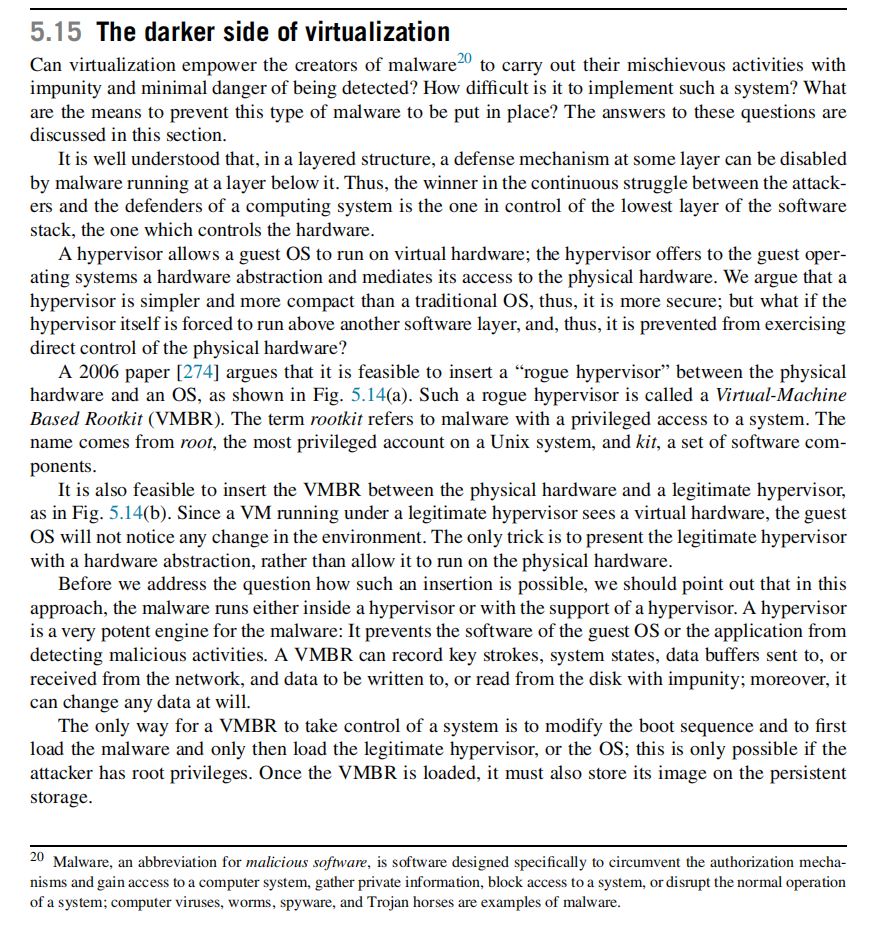 5.15 The darker side of virtualization
Can virtualization empower the creators of malware20 to carry out their mischievous activities with
impunity and minimal danger of being detected? How difficult is it to implement such a system? What
are the means to prevent this type of malware to be put in place? The answers to these questions are
discussed in this section.
It is well understood that, in a layered structure, a defense mechanism at some layer can be disabled
by malware running at a layer below it. Thus, the winner in the continuous struggle between the attack-
ers and the defenders of a computing system is the one in control of the lowest layer of the software
stack, the one which controls the hardware.
A hypervisor allows a guest OS to run on virtual hardware; the hypervisor offers to the guest oper-
ating systems a hardware abstraction and mediates its access to the physical hardware. We argue that a
hypervisor is simpler and more compact than a traditional OS, thus, it is more secure; but what if the
hypervisor itself is forced to run above another software layer, and, thus, it is prevented from exercising
direct control of the physical hardware?
A 2006 paper [274] argues that it is feasible to insert a “rogue hypervisor” between the physical
hardware and an OS, as shown in Fig. 5.14(a). Such a rogue hypervisor is called a Virtual-Machine
Based Rootkit (VMBR). The term rootkit refers to malware with a privileged access to a system. The
name comes from root, the most privileged account on a Unix system, and kit, a set of software com-
ponents.
It is also feasible to insert the VMBR between the physical hardware and a legitimate hypervisor,
as in Fig. 5.14(b). Since a VM running under a legitimate hypervisor sees a virtual hardware, the guest
OS will not notice any change in the environment. The only trick is to present the legitimate hypervisor
with a hardware abstraction, rather than allow it to run on the physical hardware.
Before we address the question how such an insertion is possible, we should point out that in this
approach, the malware runs either inside a hypervisor or with the support of a hypervisor. A hypervisor
is a very potent engine for the malware: It prevents the software of the guest OS or the application from
detecting malicious activities. A VMBR can record key strokes, system states, data buffers sent to, or
received from the network, and data to be written to, or read from the disk with impunity; moreover, it
can change any data at will.
The only way for a VMBR to take control of a system is to modify the boot sequence and to first
load the malware and only then load the legitimate hypervisor, or the OS; this is only possible if the
attacker has root privileges. Once the VMBR is loaded, it must also store its image on the persistent
storage.
20 Malware, an abbreviation for malicious software, is software designed specifically to circumvent the authorization mecha-
nisms and gain access to a computer system, gather private information, block access to a system, or disrupt the normal operation
of a system; computer viruses, worms, spyware, and Trojan horses are examples of malware.